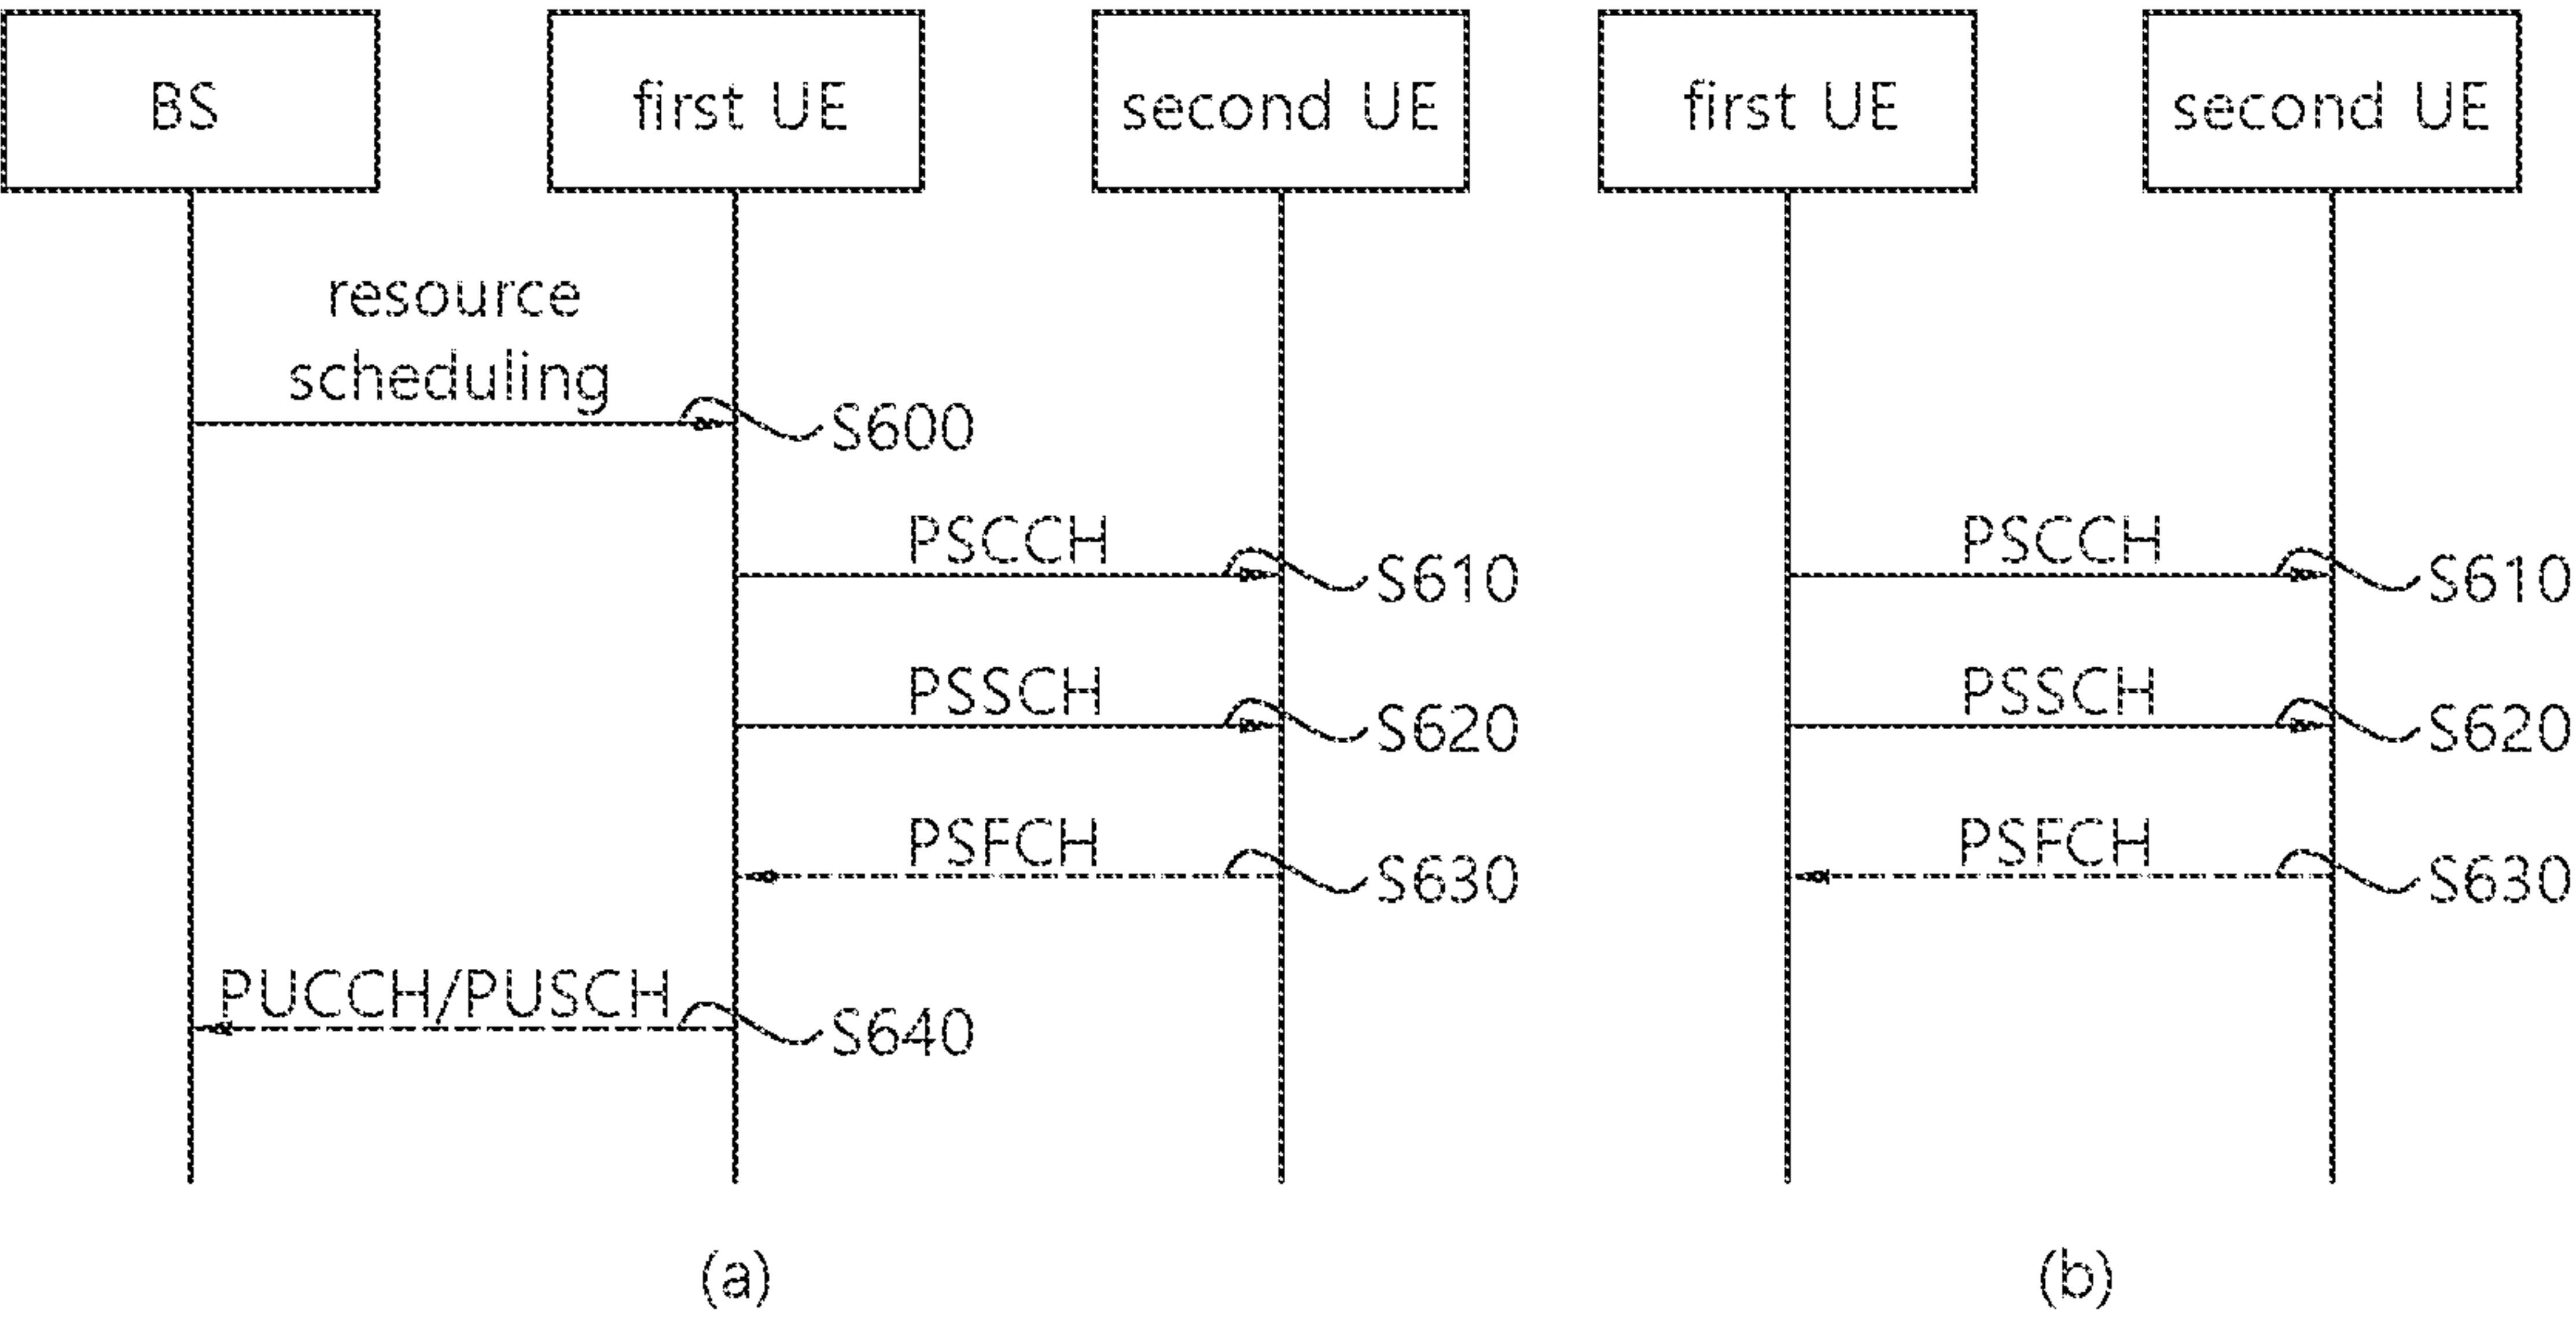 BS
first UE
second UE
resource
scheduling
S600
PSCCH
S610
PSSCH
S620
PSFCH
S630
PUCCH/PUSCH
S640
(a)
first UE
second UE
PSCCH
S610
PSSCH
S620
PSFCH
S630
(b)